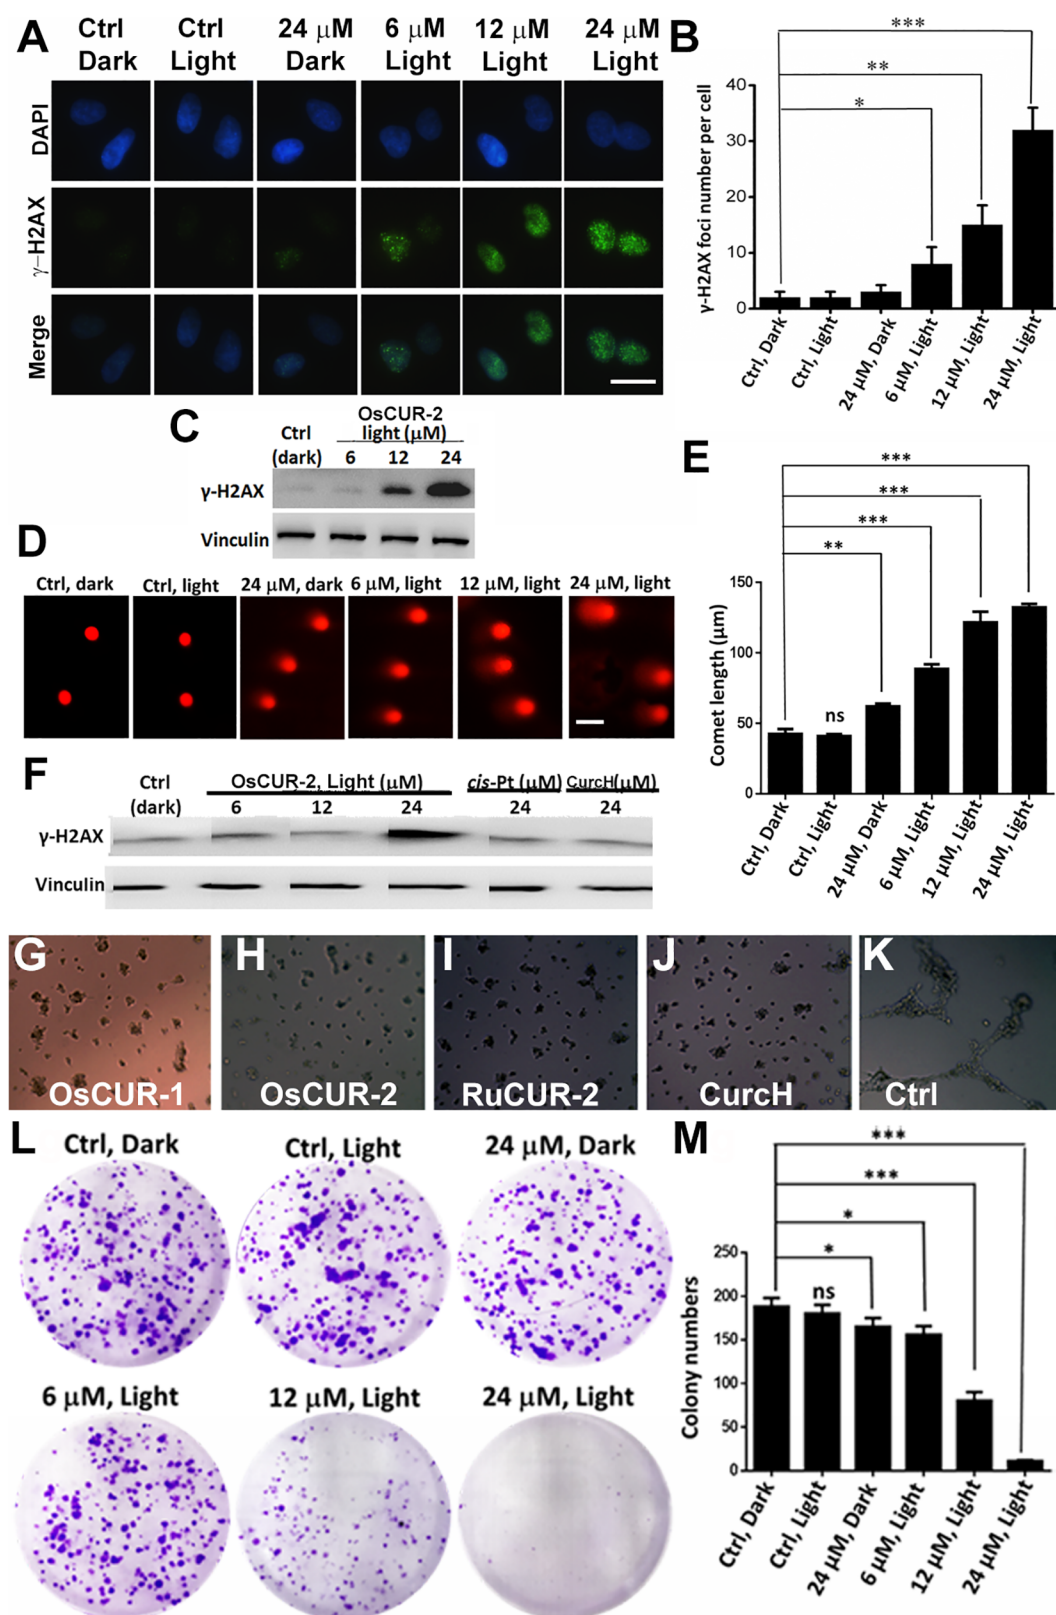 A
Ctrl Dark
Ctrl Light
24 μM Dark
6 μM Light
12 μM Light
24 μM Light
DAPI
γ–H2AX
Merge
B
***
**
*
γ-H2AX foci number per cell
40
30
20
10
0
Ctrl, Dark
Ctrl, Light
24 μM, Dark
6 μM, Light
12 μM, Light
24 μM, Light
C
Ctrl (dark)
OsCUR-2
light (μM)
6 12 24
γ-H2AX
Vinculin
D
Ctrl, dark
Ctrl, light
24 μM, dark
6 μM, light
12 μM, light
24 μM, light
E
***
***
***
**
ns
Comet length (μm)
150
100
50
0
Ctrl, Dark
Ctrl, Light
24 μM, Dark
6 μM, Light
12 μM, Light
24 μM, Light
F
Ctrl (dark)
OsCUR-2, Light (μM)
6 12 24
cis-Pt (μM)
24
CurcH(μM)
24
γ-H2AX
Vinculin
G
OsCUR-1
H
OsCUR-2
I
RuCUR-2
J
CurcH
K
Ctrl
L
Ctrl, Dark
Ctrl, Light
24 μM, Dark
6 μM, Light
12 μM, Light
24 μM, Light
M
***
***
*
*
ns
Colony numbers
250
200
150
100
50
0
Ctrl, Dark
Ctrl, Light
24 μM, Dark
6 μM, Light
12 μM, Light
24 μM, Light